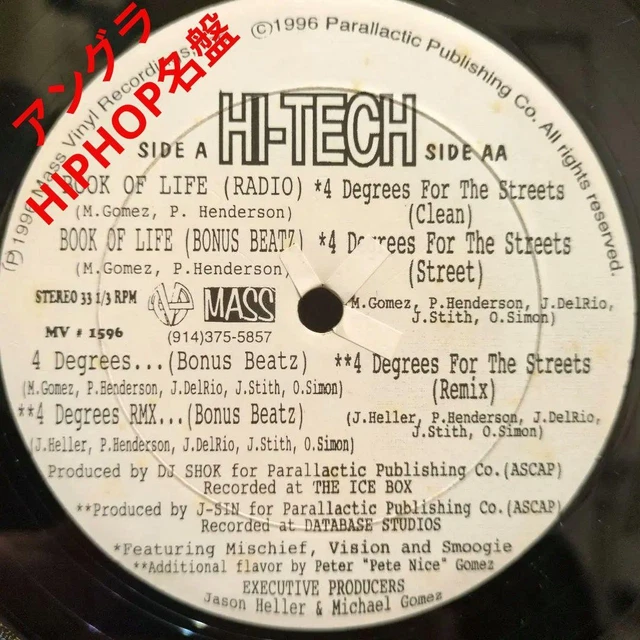 アングラ
HIPHOP名盤
(P)1996 Mass Vinyl Recordings,
©1996 Parallactic Publishing Co. All rights reserved.
HI-TECH
SIDE A
SIDE AA
BOOK OF LIFE (RADIO)
(M.Gomez, P. Henderson)
BOOK OF LIFE (BONUS BEATZ)
(M.Gomez, P.Henderson)
STEREO 33 1/3 RPM
MASS
MV # 1596
(914)375-5857
4 Degrees...(Bonus Beatz)
(M.Gomez, P.Henderson, J.DelRio, J.Stith, O.Simon)
**4 Degrees RMX...(Bonus Beatz)
(J.Heller, P.Henderson, J.DelRio, J.Stith, O.Simon)
*4 Degrees For The Streets
(Clean)
*4 Degrees For The Streets
(Street)
M.Gomez, P.Henderson, J.DelRio,
J.Stith, O.Simon)
**4 Degrees For The Streets
(Remix)
(J.Heller, P.Henderson, J.DelRio,
J.Stith, O.Simon)
Produced by DJ SHOK for Parallactic Publishing Co.(ASCAP)
Recorded at THE ICE BOX
**Produced by J-SIN for Parallactic Publishing Co.(ASCAP)
Recorded at DATABASE STUDIOS
*Featuring Mischief, Vision and Smoogie
**Additional flavor by Peter "Pete Nice" Gomez
EXECUTIVE PRODUCERS
Jason Heller & Michael Gomez